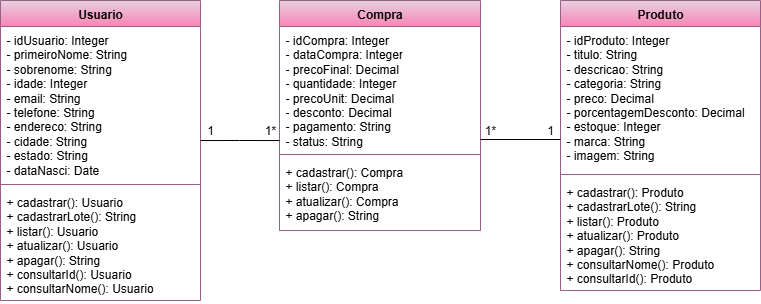 Usuario
- idUsuario: Integer
- primeiroNome: String
- sobrenome: String
- idade: Integer
- email: String
- telefone: String
- endereco: String
- cidade: String
- estado: String
- dataNasci: Date
+ cadastrar(): Usuario
+ cadastrarLote(): String
+ listar(): Usuario
+ atualizar(): Usuario
+ apagar(): String
+ consultarId(): Usuario
+ consultarNome(): Usuario
1
1*
Compra
- idCompra: Integer
- dataCompra: Integer
- precoFinal: Decimal
- quantidade: Integer
- precoUnit: Decimal
- desconto: Decimal
- pagamento: String
- status: String
+ cadastrar(): Compra
+ listar(): Compra
+ atualizar(): Compra
+ apagar(): String
1*
1
Produto
- idProduto: Integer
- titulo: String
- descricao: String
- categoria: String
- preco: Decimal
- porcentagemDesconto: Decimal
- estoque: Integer
- marca: String
- imagem: String
+ cadastrar(): Produto
+ cadastrarLote(): String
+ listar(): Produto
+ atualizar(): Produto
+ apagar(): String
+ consultarNome(): Produto
+ consultarId(): Produto